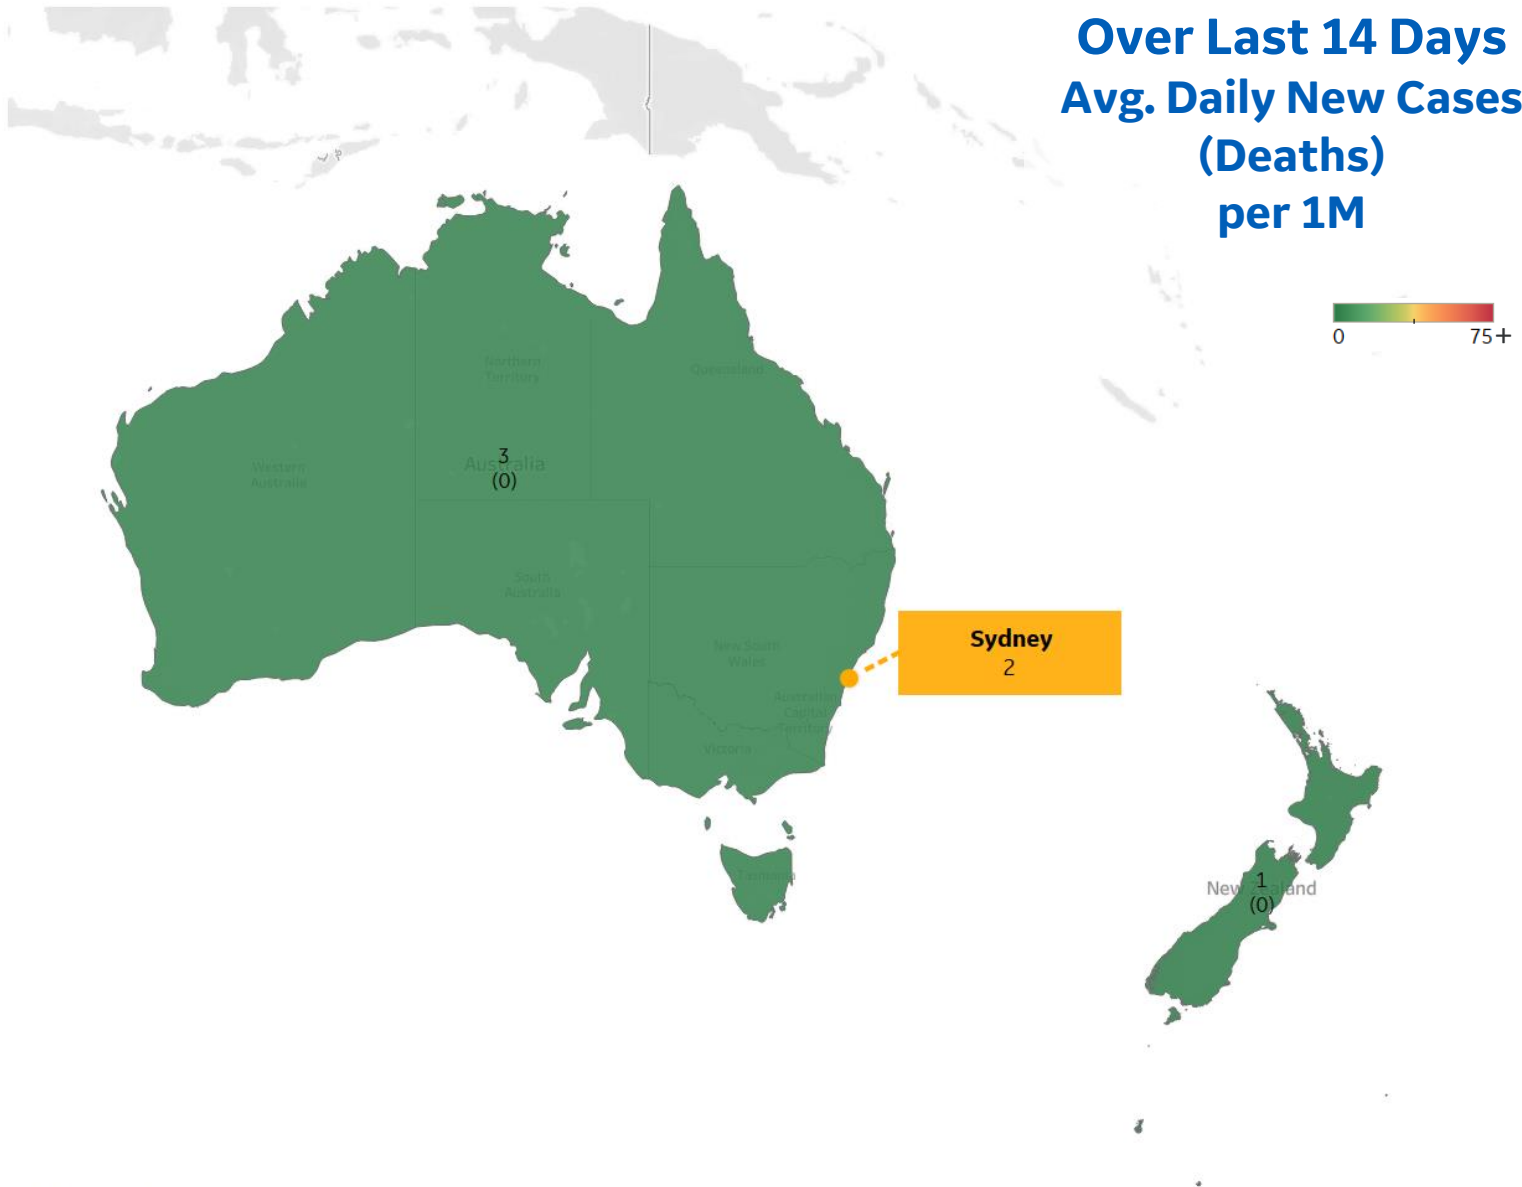 Over Last 14 Days
Avg. Daily New Cases
(Deaths)
per 1M
0
75+
Northern
Territory
Queensland
3
Australia
(0)
Western
Australia
South
Australia
New South
Wales
Sydney
2
Australian
Capital
Territory
Victoria
Tasmania
1
New Zealand
(0)